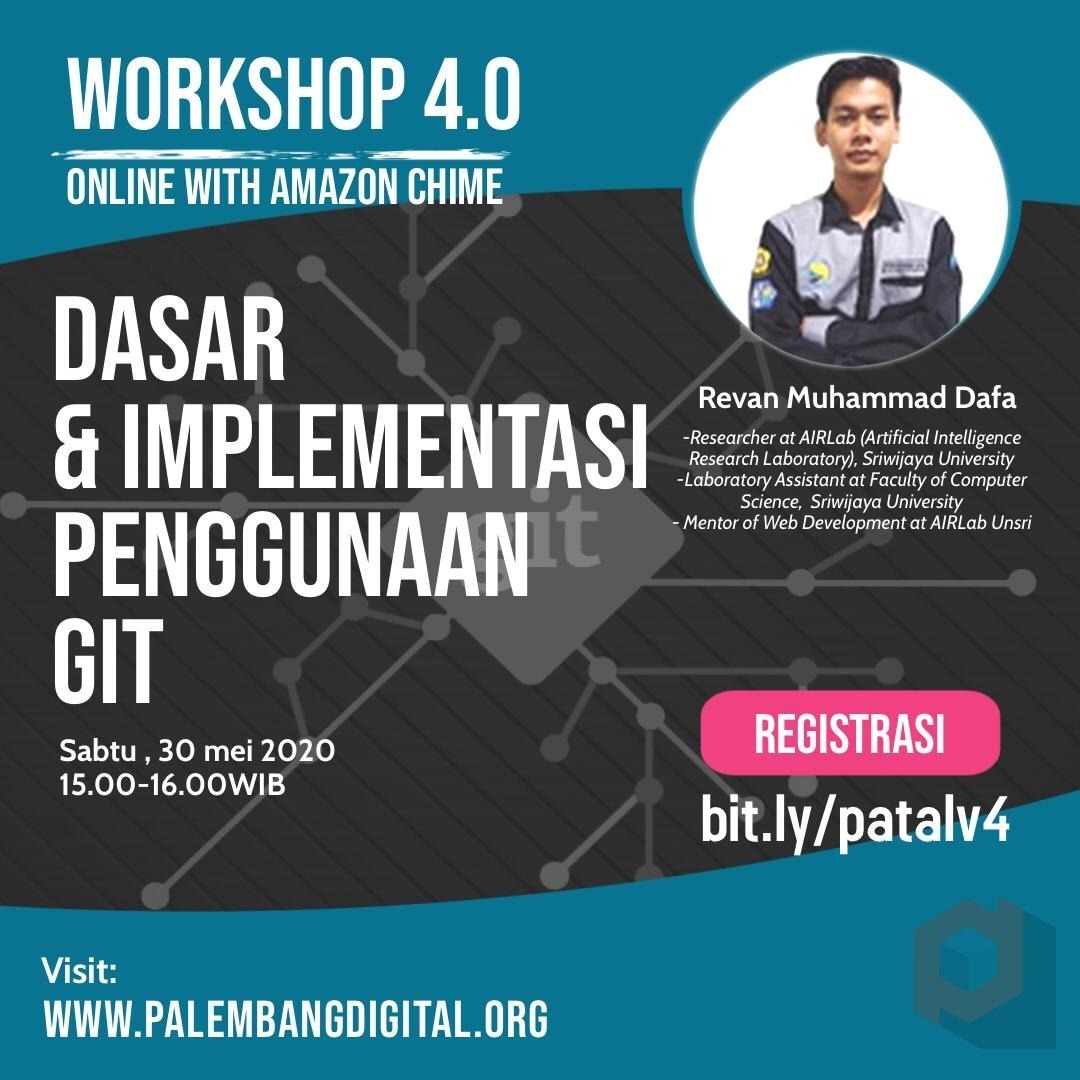 WORKSHOP 4.0
ONLINE WITH AMAZON CHIME
DASAR
& IMPLEMENTASI
PENGGUNAAN
GIT
git
Sabtu , 30 mei 2020
15.00-16.00WIB
Revan Muhammad Dafa
-Researcher at AIRLab (Artificial Intelligence
Research Laboratory), Sriwijaya University
-Laboratory Assistant at Faculty of Computer
Science, Sriwijaya University
- Mentor of Web Development at AIRLab Unsri
REGISTRASI
bit.ly/patalv4
Visit:
WWW.PALEMBANGDIGITAL.ORG